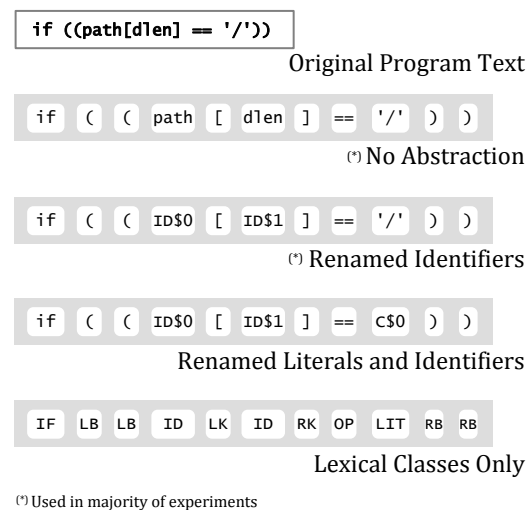 if ((path[dlen] == '/'))
Original Program Text
if ( ( path [ dlen ] == '/' ) )
(*) No Abstraction
if ( ( ID$0 [ ID$1 ] == '/' ) )
(*) Renamed Identifiers
if ( ( ID$0 [ ID$1 ] == C$0 ) )
Renamed Literals and Identifiers
IF LB LB ID LK ID RK OP LIT RB RB
Lexical Classes Only
(*) Used in majority of experiments